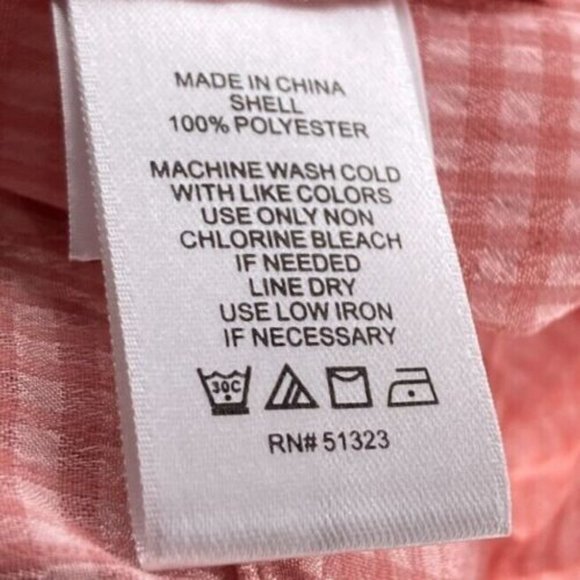 MADE IN CHINA
SHELL
100% POLYESTER
MACHINE WASH COLD
WITH LIKE COLORS
USE ONLY NON
CHLORINE BLEACH
IF NEEDED
LINE DRY
USE LOW IRON
IF NECESSARY
30C
RN# 51323